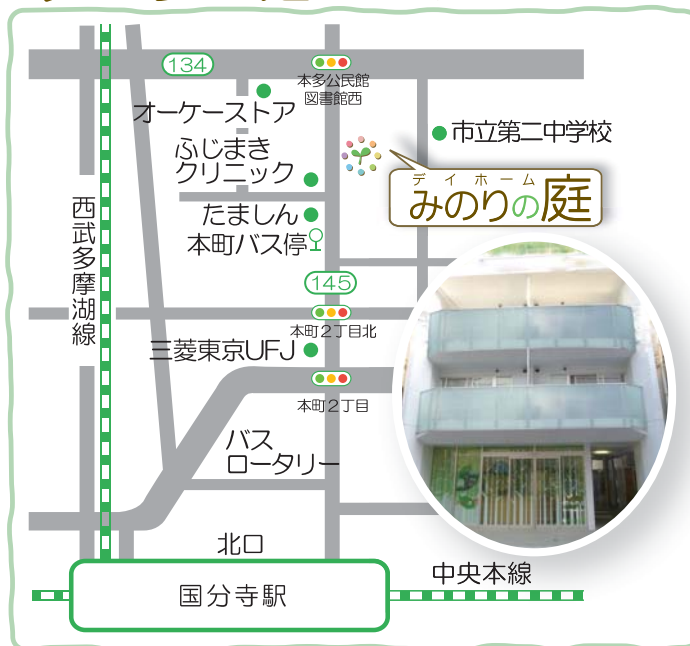 134
本多公民館
図書館西
オーケーストア
市立第二中学校
ふじまき
クリニック
デイホーム
みのりの庭
たましん
本町バス停
西武多摩湖線
145
本町2丁目北
三菱東京UFJ
本町2丁目
バス
ロータリー
北口
中央本線
国分寺駅